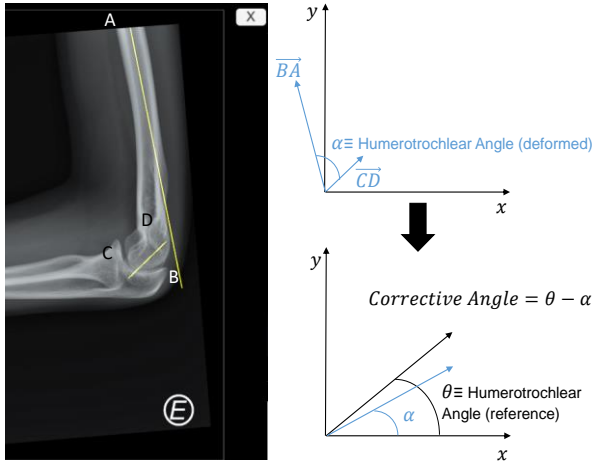 A
X
D
C
B
E
y
BA
α≡ Humerotrochlear Angle (deformed)
CD
x
y
Corrective Angle = θ − α
θ≡ Humerotrochlear
Angle (reference)
α
x